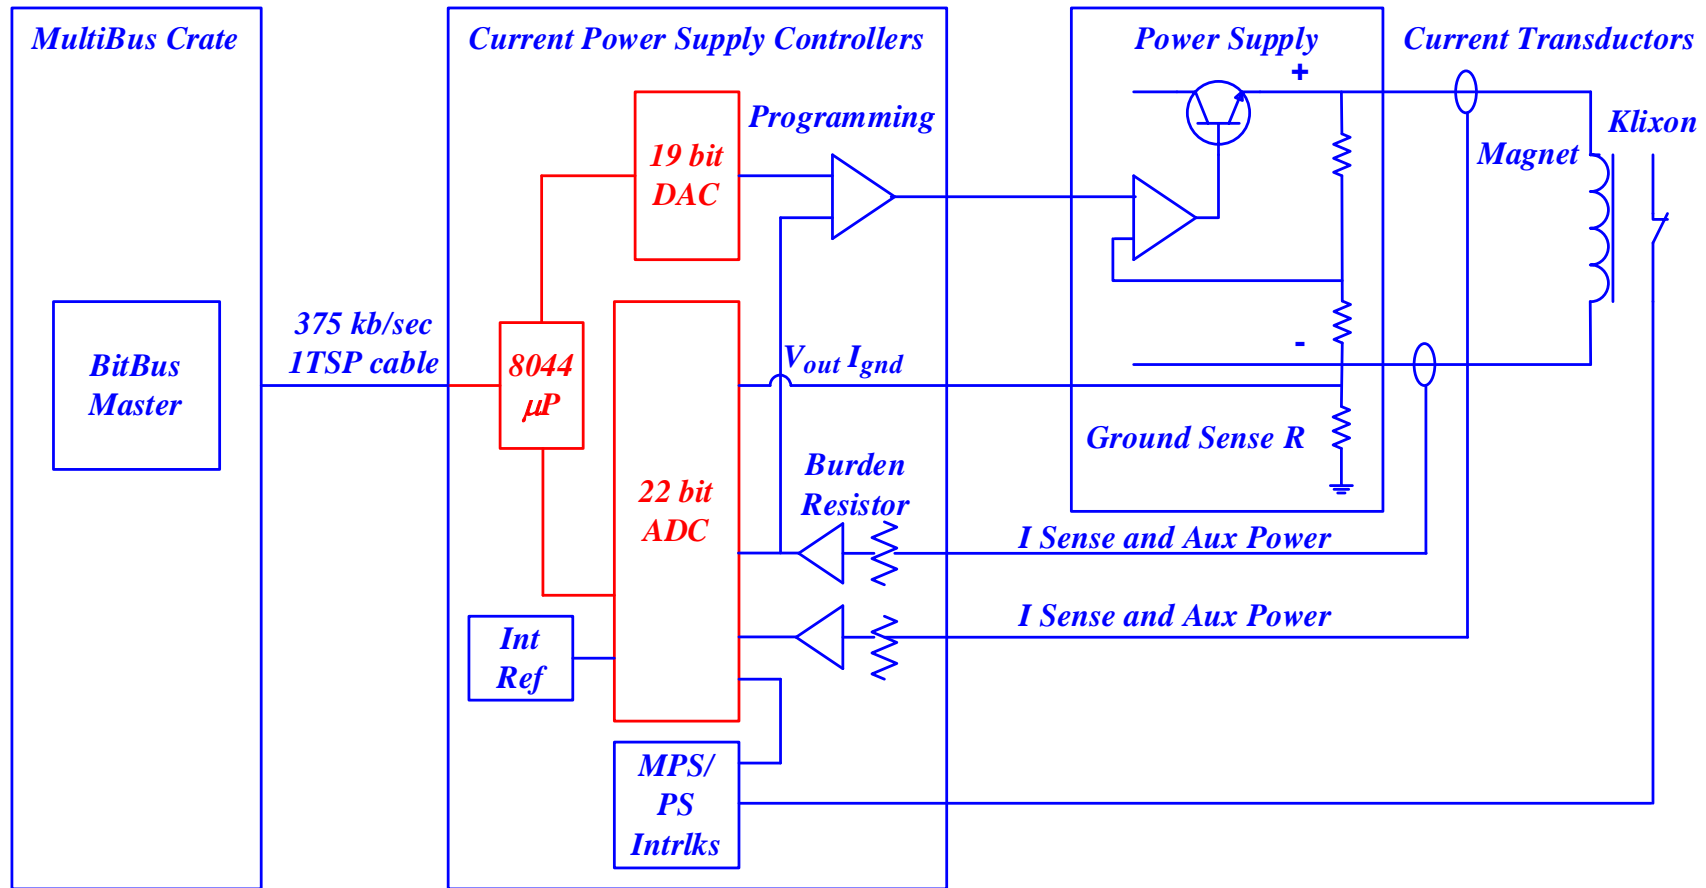 MultiBus Crate
Current Power Supply Controllers
Power Supply
Current Transductors
+
Programming
Klixon
Magnet
19 bit
DAC
375 kb/sec
1TSP cable
BitBus
Master
8044
μP
-
V_out I_gnd
Ground Sense R
Burden
Resistor
22 bit
ADC
I Sense and Aux Power
I Sense and Aux Power
Int
Ref
MPS/
PS
Intrlks